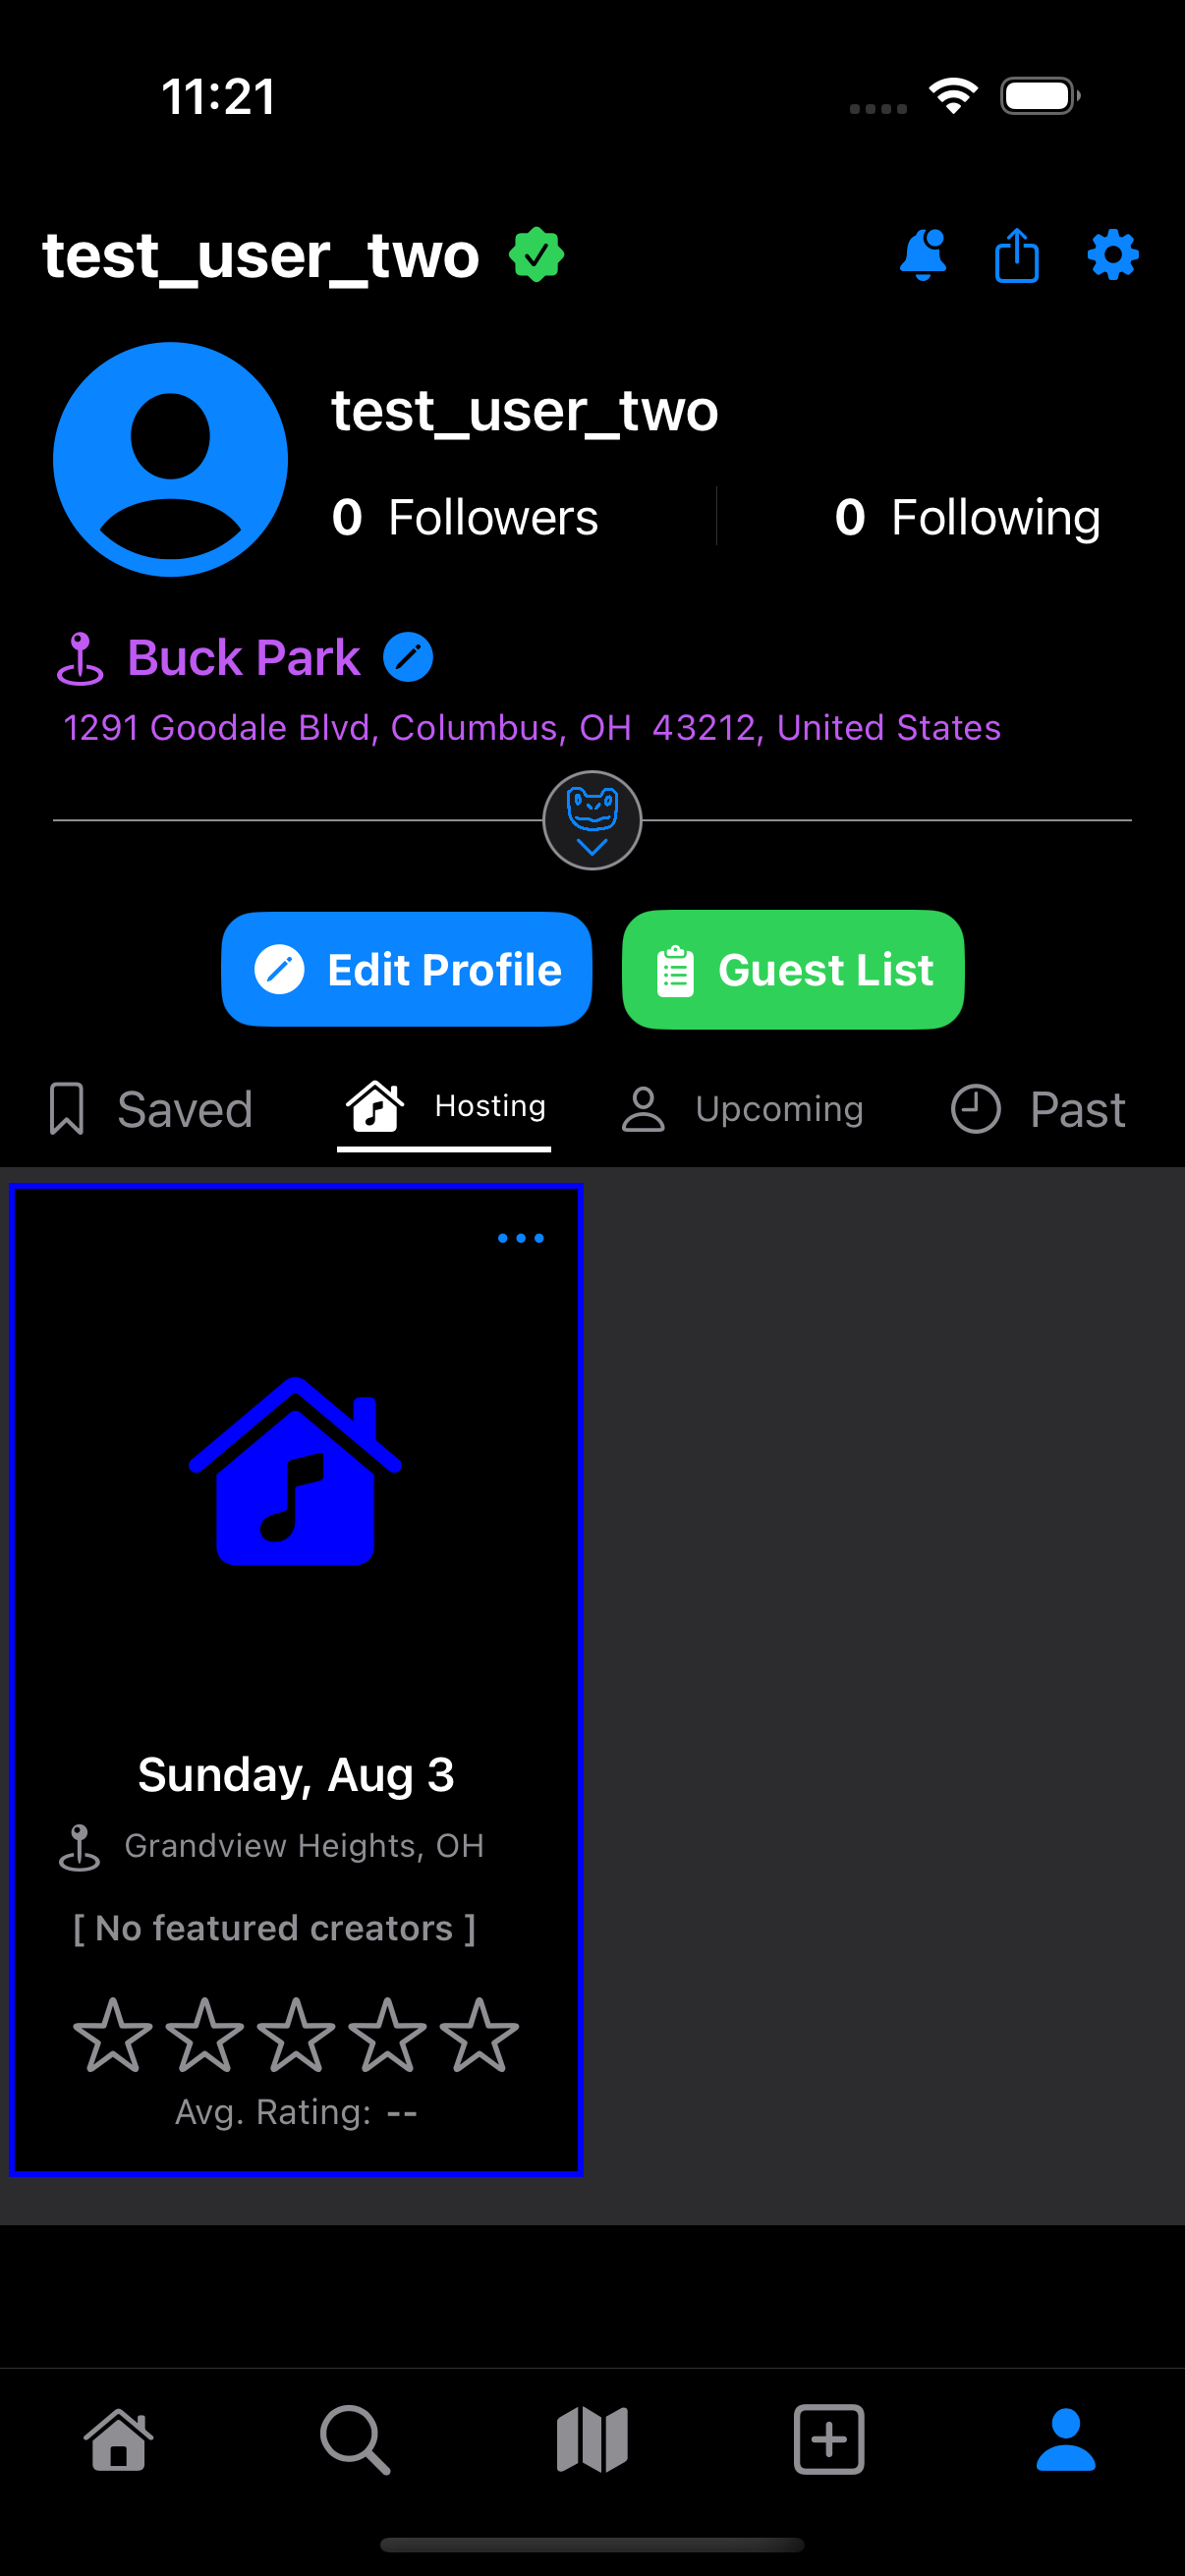 11:21
test_user_two
test_user_two
0 Followers
0 Following
Buck Park
1291 Goodale Blvd, Columbus, OH  43212, United States
Edit Profile
Guest List
Saved
Hosting
Upcoming
Past
Sunday, Aug 3
Grandview Heights, OH
[ No featured creators ]
Avg. Rating: --